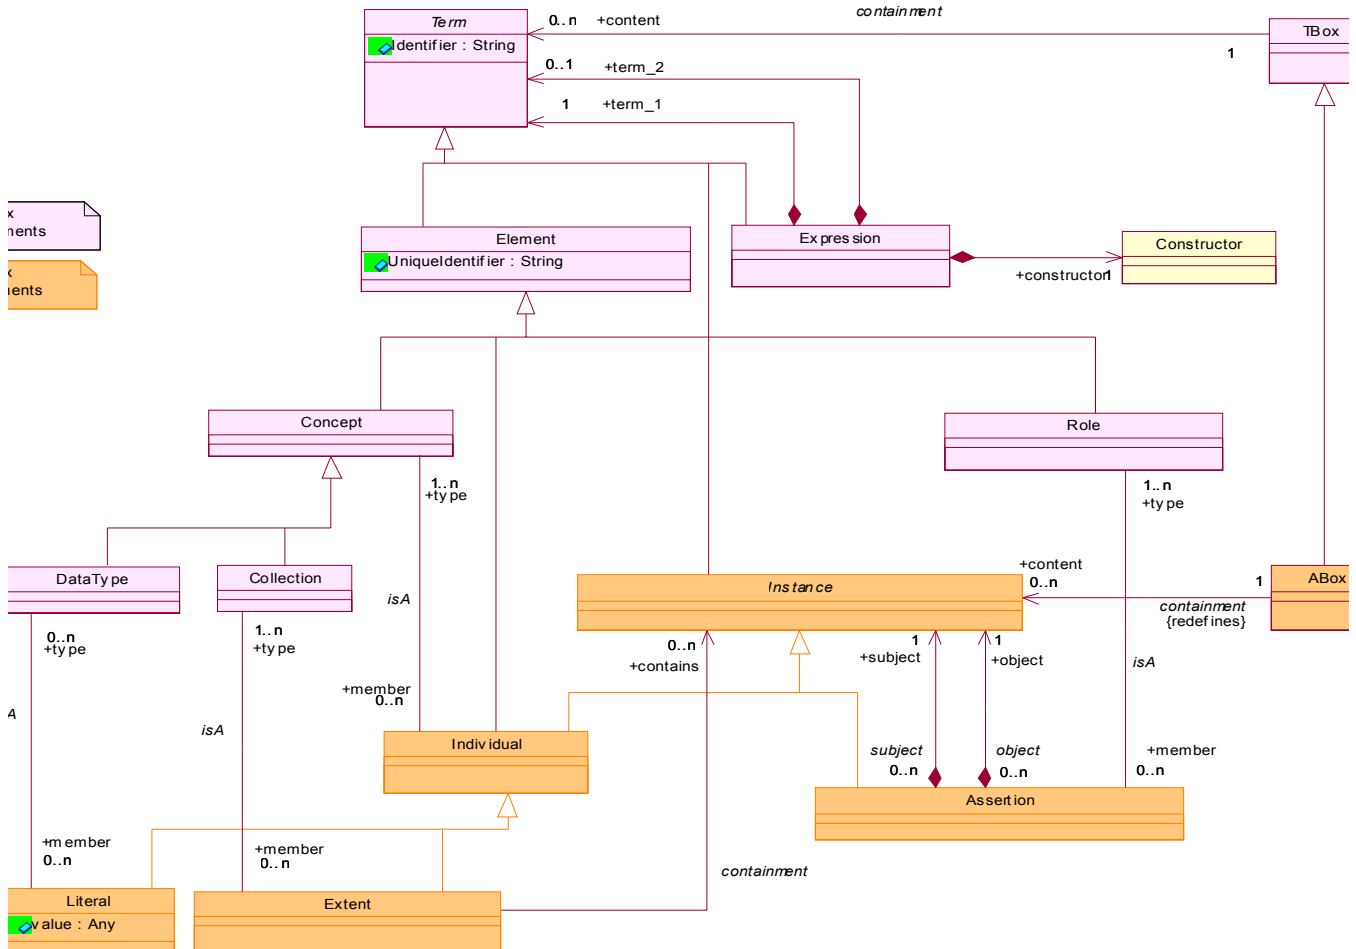 Term
Identifier : String
0..n +content
containment
TBox
1
0..1 +term_2
1 +term_1
x
ments
x
ments
Element
UniqueIdentifier : String
Expression
Constructor
+constructor
1
Concept
Role
1..n
+type
1..n
+type
DataType
Collection
Instance
+content
0..n
1
ABox
containment
{redefines}
0..n
+type
1..n
+type
isA
isA
0..n
+contains
1
+subject
1
+object
+member
0..n
A
isA
Individual
subject
0..n
object
0..n
+member
0..n
Assertion
+member
0..n
+member
0..n
containment
Literal
value : Any
Extent